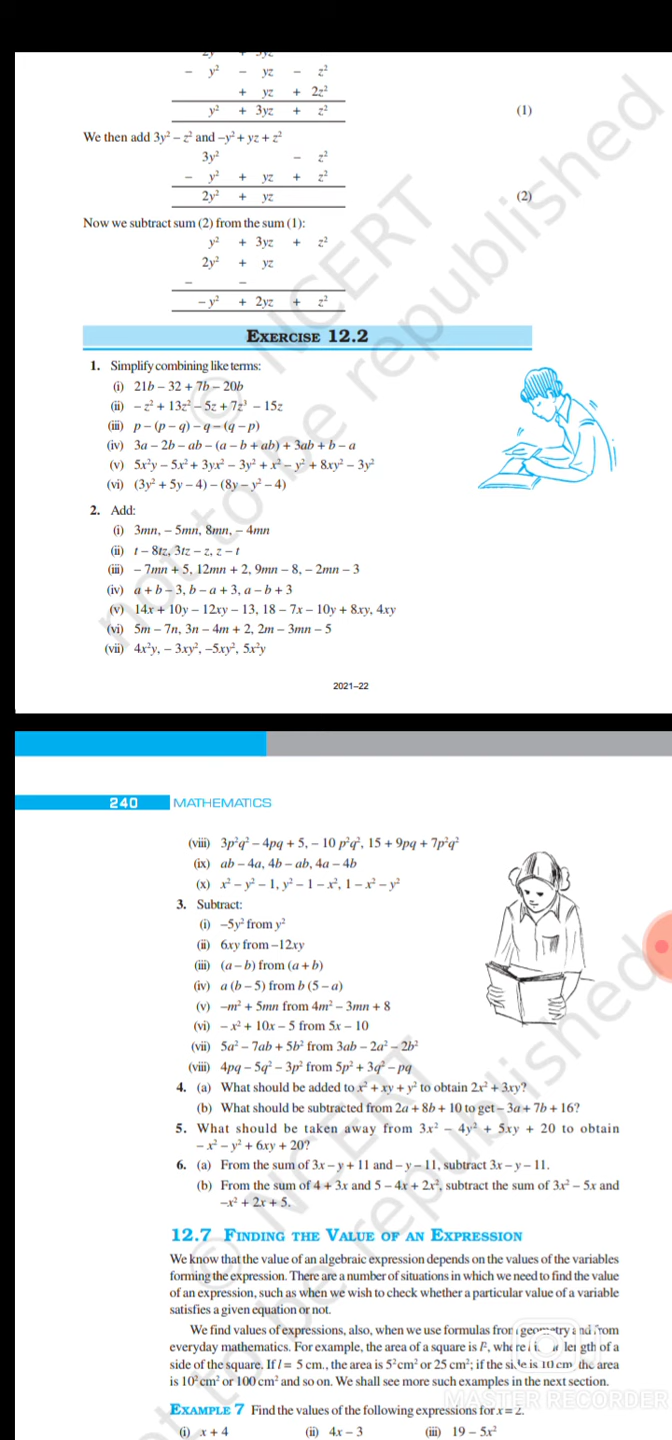 − y² − yz − z²
+ yz + 2z²
y² + 3yz + z² (1)
We then add 3y² – z² and –y² + yz + z²
3y² − z²
− y² + yz + z²
2y² + yz (2)
Now we subtract sum (2) from the sum (1):
y² + 3yz + z²
2y² + yz
− −
− y² + 2yz + z²
EXERCISE 12.2
1. Simplify combining like terms:
(i) 21b – 32 + 7b – 20b
(ii) – z² + 13z² – 5z + 7z³ – 15z
(iii) p – (p – q) – q – (q – p)
(iv) 3a – 2b – ab – (a – b + ab) + 3ab + b – a
(v) 5x²y – 5x² + 3yx² – 3y² + x² – y² + 8xy² – 3y²
(vi) (3y² + 5y – 4) – (8y – y² – 4)
2. Add:
(i) 3mn, – 5mn, 8mn, – 4mn
(ii) t – 8tz, 3tz – z, z – t
(iii) – 7mn + 5, 12mn + 2, 9mn – 8, – 2mn – 3
(iv) a + b – 3, b – a + 3, a – b + 3
(v) 14x + 10y – 12xy – 13, 18 – 7x – 10y + 8xy, 4xy
(vi) 5m – 7n, 3n – 4m + 2, 2m – 3mn – 5
(vii) 4x²y, – 3xy², –5xy², 5x²y
2021–22
240 MATHEMATICS
(viii) 3p²q² – 4pq + 5, – 10 p²q², 15 + 9pq + 7p²q²
(ix) ab – 4a, 4b – ab, 4a – 4b
(x) x² – y² – 1, y² – 1 – x², 1 – x² – y²
3. Subtract:
(i) –5y² from y²
(ii) 6xy from –12xy
(iii) (a – b) from (a + b)
(iv) a (b – 5) from b (5 – a)
(v) –m² + 5mn from 4m² – 3mn + 8
(vi) – x² + 10x – 5 from 5x – 10
(vii) 5a² – 7ab + 5b² from 3ab – 2a² – 2b²
(viii) 4pq – 5q² – 3p² from 5p² + 3q² – pq
4. (a) What should be added to x² + xy + y² to obtain 2x² + 3xy?
(b) What should be subtracted from 2a + 8b + 10 to get – 3a + 7b + 16?
5. What should be taken away from 3x² – 4y² + 5xy + 20 to obtain
– x² – y² + 6xy + 20?
6. (a) From the sum of 3x – y + 11 and – y – 11, subtract 3x – y – 11.
(b) From the sum of 4 + 3x and 5 – 4x + 2x², subtract the sum of 3x² – 5x and
–x² + 2x + 5.
12.7 FINDING THE VALUE OF AN EXPRESSION
We know that the value of an algebraic expression depends on the values of the variables
forming the expression. There are a number of situations in which we need to find the value
of an expression, such as when we wish to check whether a particular value of a variable
satisfies a given equation or not.
We find values of expressions, also, when we use formulas from geometry and from
everyday mathematics. For example, the area of a square is l², where l is the length of a
side of the square. If l = 5 cm., the area is 5² cm² or 25 cm²; if the side is 10 cm, the area
is 10² cm² or 100 cm² and so on. We shall see more such examples in the next section.
MASTER RECORDER
EXAMPLE 7 Find the values of the following expressions for x = 2.
(i) x + 4 (ii) 4x – 3 (iii) 19 – 5x²
© NCERT
not to be republished
© NCERT
not to be republished